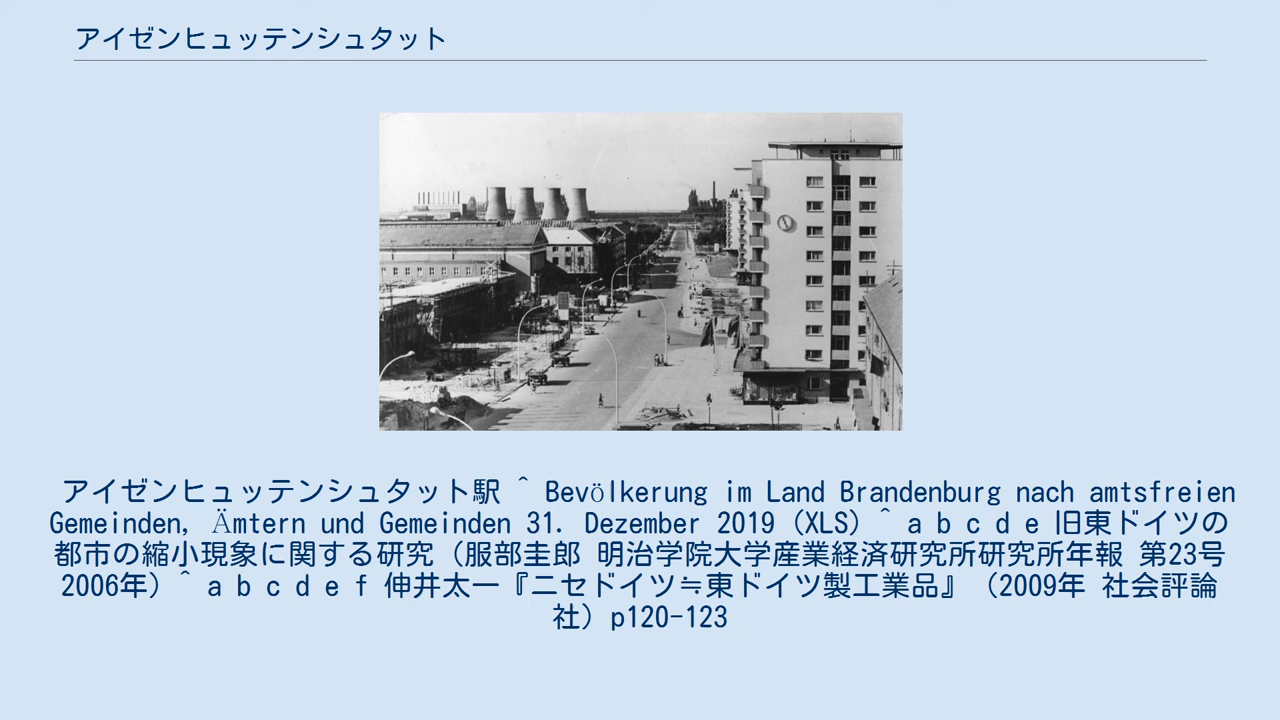 アイゼンヒュッテンシュタット
アイゼンヒュッテンシュタット駅 ^ Bevölkerung im Land Brandenburg nach amtsfreien
Gemeinden, Ämtern und Gemeinden 31. Dezember 2019 (XLS) ^ a b c d e 旧東ドイツの
都市の縮小現象に関する研究（服部圭郎 明治学院大学産業経済研究所研究所年報 第23号
2006年）^ a b c d e f 伸井太一『ニセドイツ≒東ドイツ製工業品』（2009年 社会評論
社）p120-123